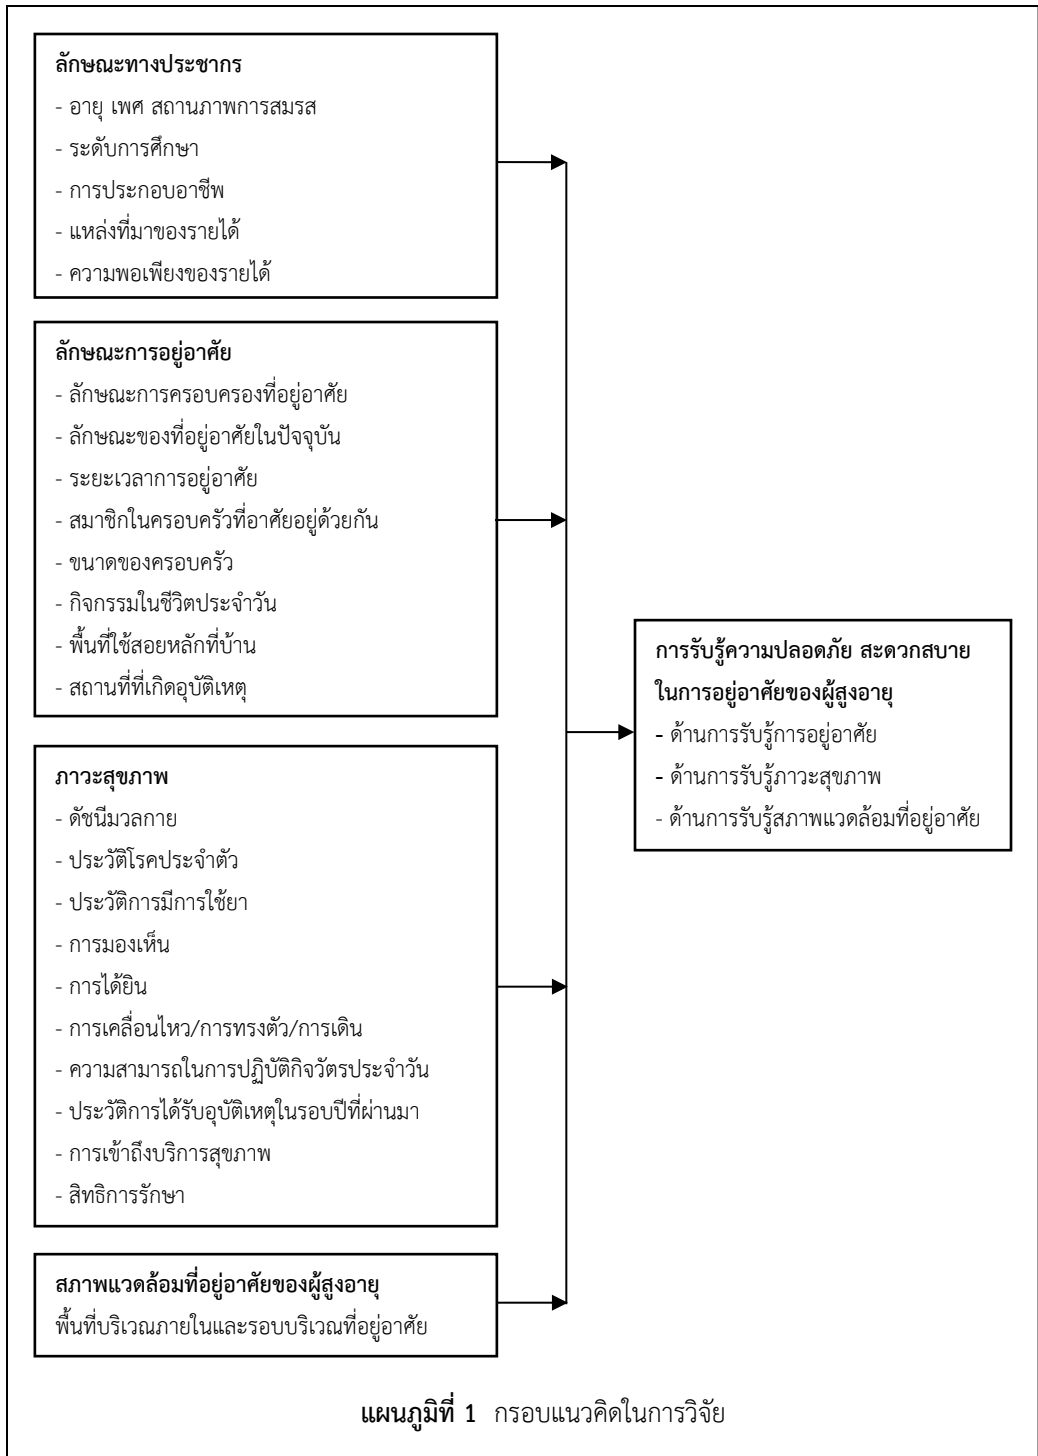 ลักษณะทางประชากร
- อายุ เพศ สถานภาพการสมรส
- ระดับการศึกษา
- การประกอบอาชีพ
- แหล่งที่มาของรายได้
- ความพอเพียงของรายได้
ลักษณะการอยู่อาศัย
- ลักษณะการครอบครองที่อยู่อาศัย
- ลักษณะของที่อยู่อาศัยในปัจจุบัน
- ระยะเวลาการอยู่อาศัย
- สมาชิกในครอบครัวที่อาศัยอยู่ด้วยกัน
- ขนาดของครอบครัว
- กิจกรรมในชีวิตประจำวัน
- พื้นที่ใช้สอยหลักที่บ้าน
- สถานที่ที่เกิดอุบัติเหตุ
ภาวะสุขภาพ
- ดัชนีมวลกาย
- ประวัติโรคประจำตัว
- ประวัติการมีการใช้ยา
- การมองเห็น
- การได้ยิน
- การเคลื่อนไหว/การทรงตัว/การเดิน
- ความสามารถในการปฏิบัติกิจวัตรประจำวัน
- ประวัติการได้รับอุบัติเหตุในรอบปีที่ผ่านมา
- การเข้าถึงบริการสุขภาพ
- สิทธิการรักษา
สภาพแวดล้อมที่อยู่อาศัยของผู้สูงอายุ
พื้นที่บริเวณภายในและรอบบริเวณที่อยู่อาศัย
การรับรู้ความปลอดภัย สะดวกสบาย
ในการอยู่อาศัยของผู้สูงอายุ
- ด้านการรับรู้การอยู่อาศัย
- ด้านการรับรู้ภาวะสุขภาพ
- ด้านการรับรู้สภาพแวดล้อมที่อยู่อาศัย
แผนภูมิที่ 1 กรอบแนวคิดในการวิจัย